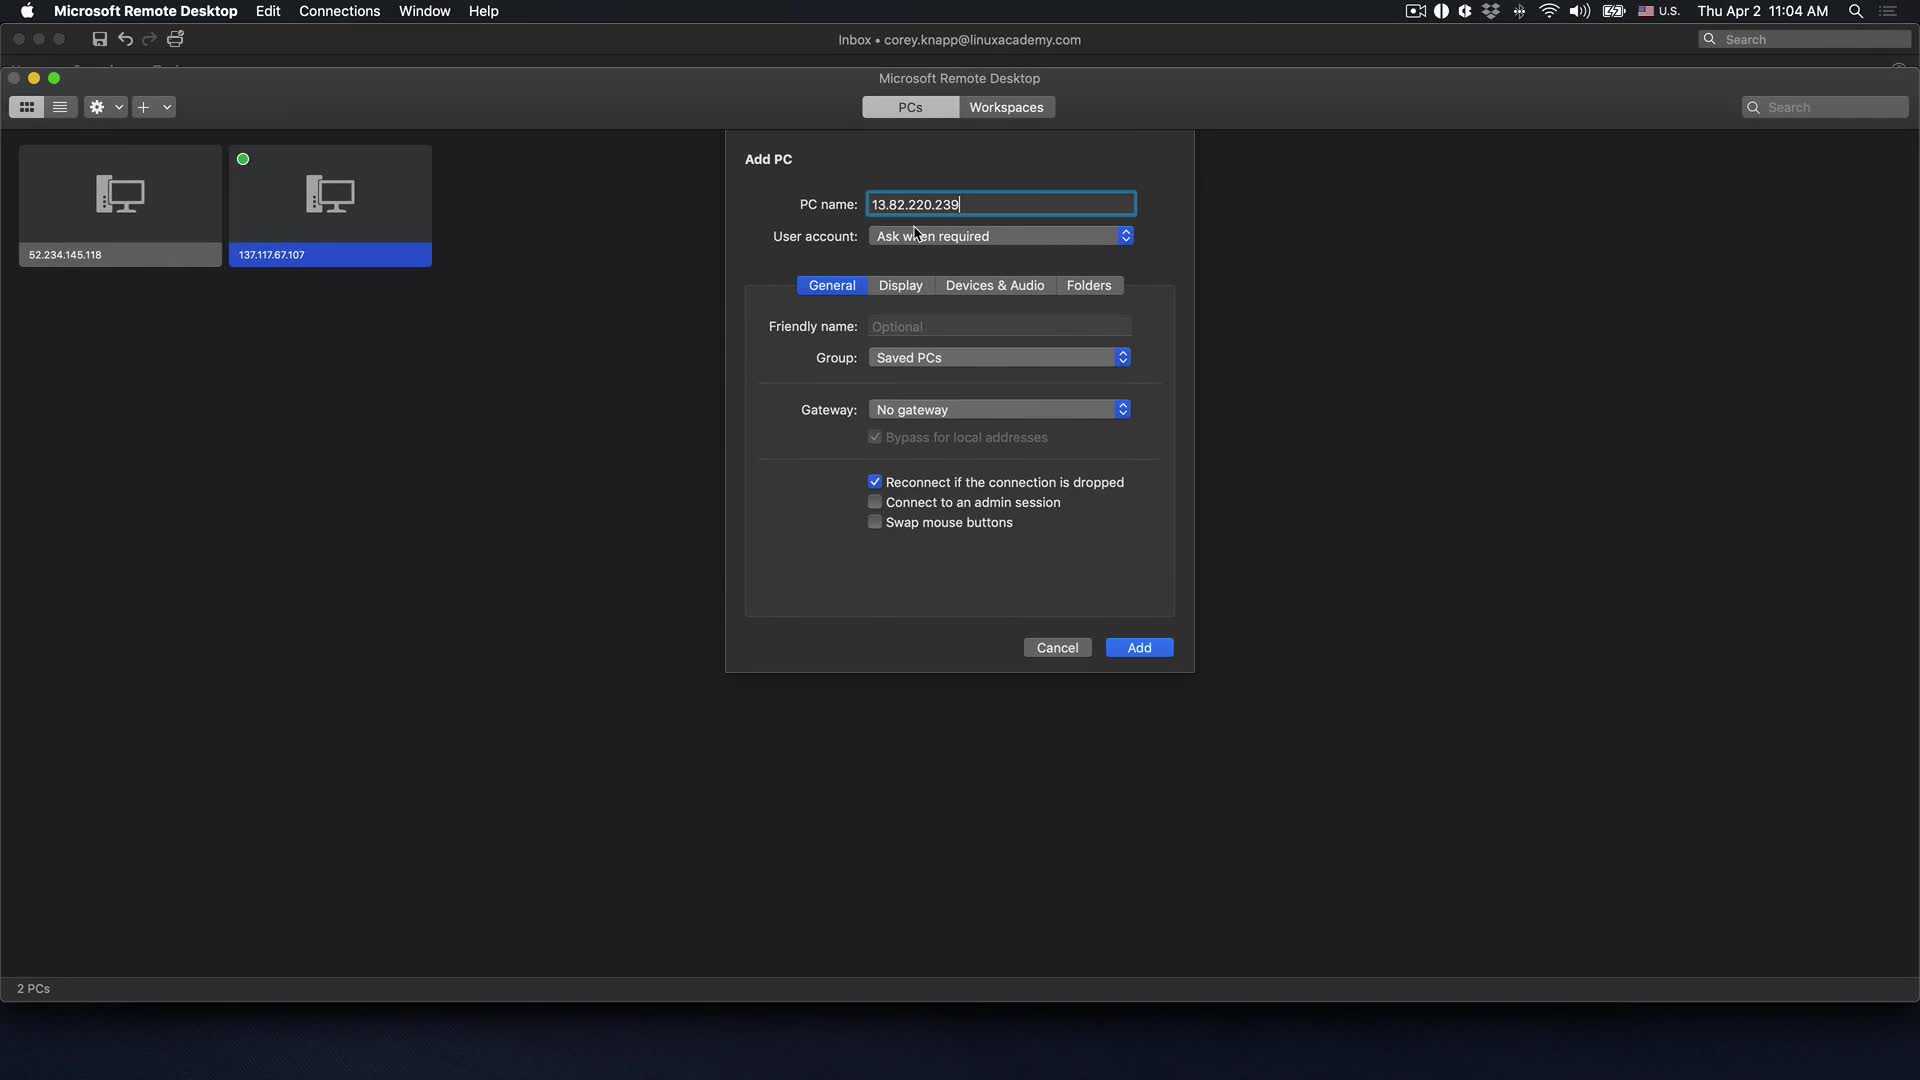 Microsoft Remote Desktop Edit Connections Window Help U.S. Thu Apr 2 11:04 AM
Inbox • corey.knapp@linuxacademy.com Search
Microsoft Remote Desktop
PCs Workspaces Search
Add PC
PC name: 13.82.220.239
User account: Ask when required
52.234.145.118 137.117.67.107
General Display Devices & Audio Folders
Friendly name: Optional
Group: Saved PCs
Gateway: No gateway
Bypass for local addresses
Reconnect if the connection is dropped
Connect to an admin session
Swap mouse buttons
Cancel Add
2 PCs